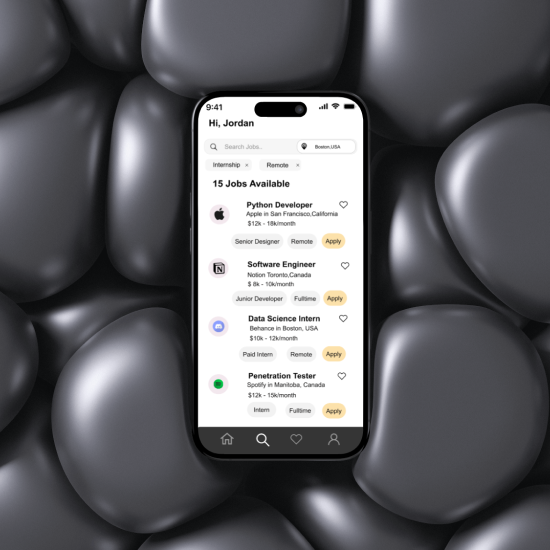 9:41
Hi, Jordan
Search Jobs..
Boston,USA
Internship ×
Remote ×
15 Jobs Available
Python Developer
Apple in San Francisco,California
$12k - 18k/month
Senior Designer Remote Apply
Software Engineer
Notion Toronto,Canada
$ 8k - 10k/month
Junior Developer Fulltime Apply
Data Science Intern
Behance in Boston, USA
$10k - 12k/month
Paid Intern Remote Apply
Penetration Tester
Spotify in Manitoba, Canada
$12k - 15k/month
Intern Fulltime Apply